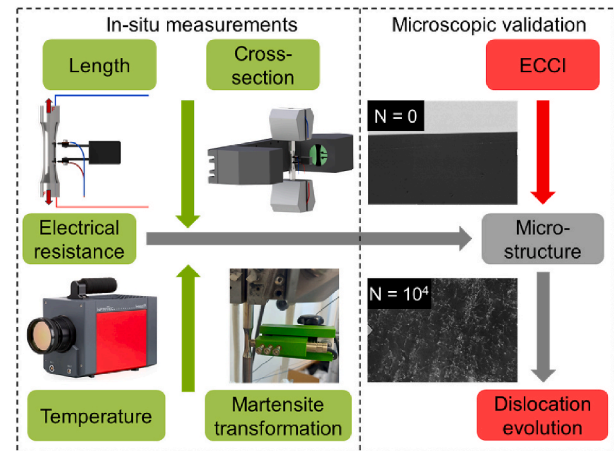 In-situ measurements
Microscopic validation
Length
Cross-
section
ECCI
N = 0
Electrical
resistance
Micro-
structure
N = 10⁴
Temperature
Martensite
transformation
Dislocation
evolution